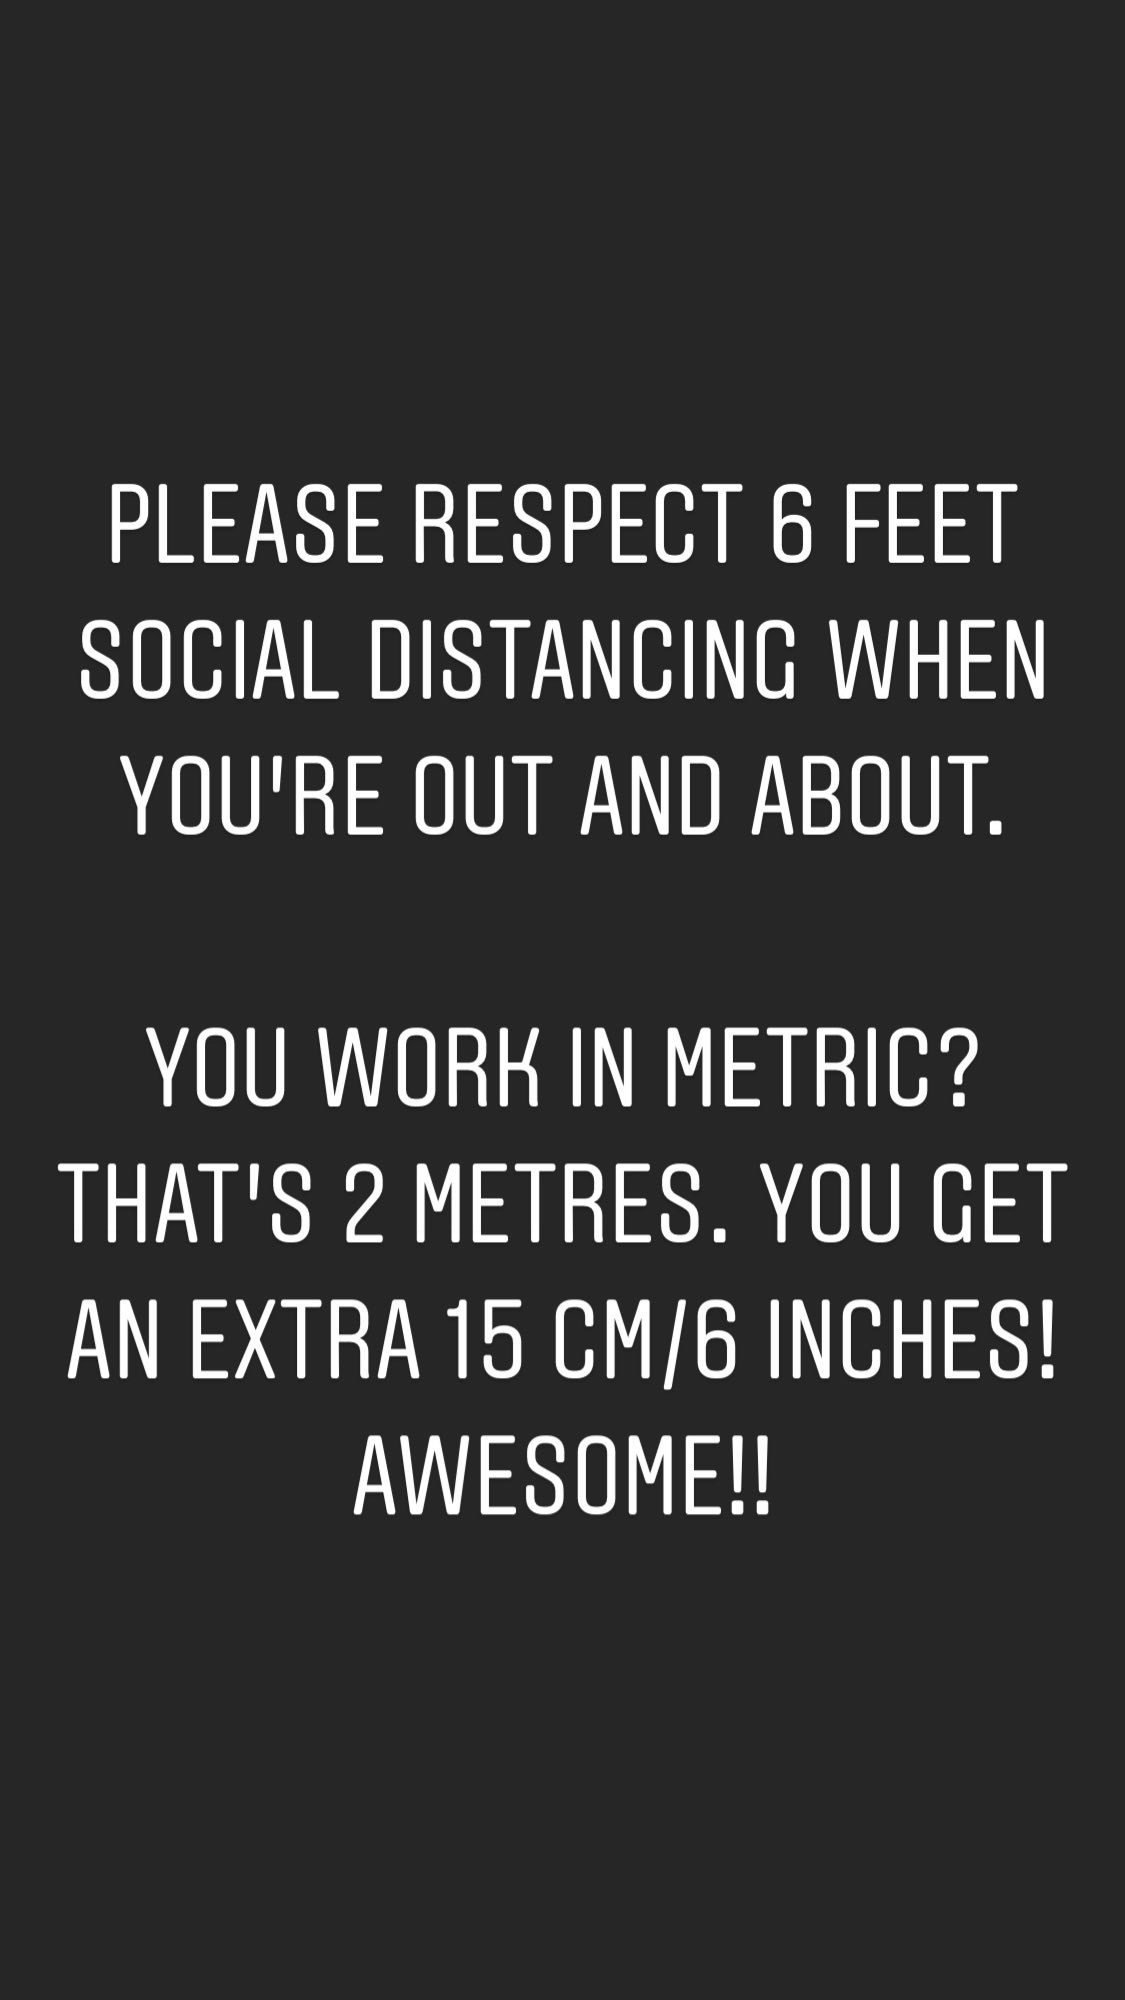 PLEASE RESPECT 6 FEET
SOCIAL DISTANCING WHEN
YOU'RE OUT AND ABOUT.
YOU WORK IN METRIC?
THAT'S 2 METRES. YOU GET
AN EXTRA 15 CM/6 INCHES!
AWESOME!!